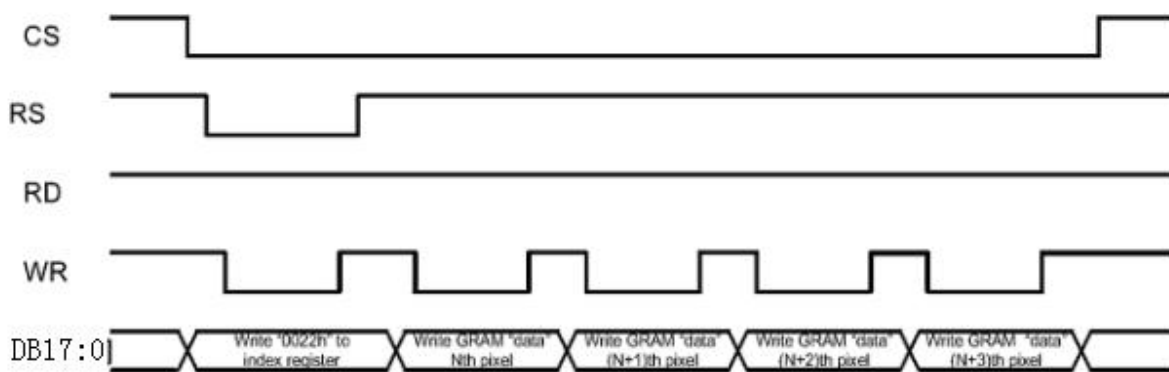 CS
RS
RD
WR
DB17:0
Write "0022h" to
index register
Write GRAM "data"
Nth pixel
Write GRAM "data"
(N+1)th pixel
Write GRAM "data"
(N+2)th pixel
Write GRAM "data"
(N+3)th pixel